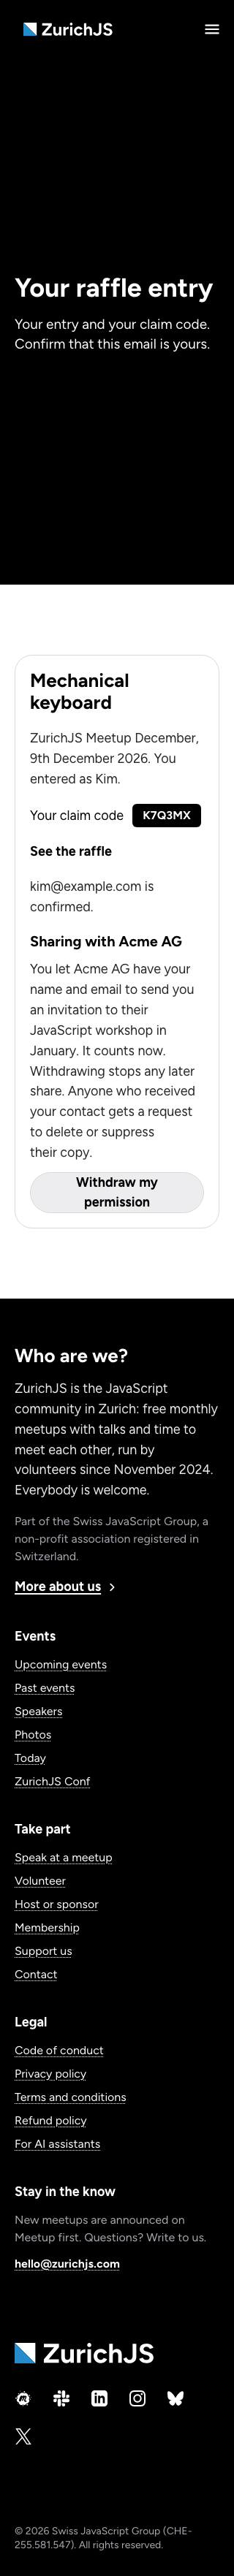 ZurichJS
Your raffle entry
Your entry and your claim code.
Confirm that this email is yours.
Mechanical
keyboard
ZurichJS Meetup December,
9th December 2026. You
entered as Kim.
Your claim code K7Q3MX
See the raffle
kim@example.com is
confirmed.
Sharing with Acme AG
You let Acme AG have your
name and email to send you
an invitation to their
JavaScript workshop in
January. It counts now.
Withdrawing stops any later
share. Anyone who received
your contact gets a request
to delete or suppress
their copy.
Withdraw my
permission
Who are we?
ZurichJS is the JavaScript
community in Zurich: free monthly
meetups with talks and time to
meet each other, run by
volunteers since November 2024.
Everybody is welcome.
Part of the Swiss JavaScript Group, a
non-profit association registered in
Switzerland.
More about us
Events
Upcoming events
Past events
Speakers
Photos
Today
ZurichJS Conf
Take part
Speak at a meetup
Volunteer
Host or sponsor
Membership
Support us
Contact
Legal
Code of conduct
Privacy policy
Terms and conditions
Refund policy
For AI assistants
Stay in the know
New meetups are announced on
Meetup first. Questions? Write to us.
hello@zurichjs.com
ZurichJS
© 2026 Swiss JavaScript Group (CHE-
255.581.547). All rights reserved.